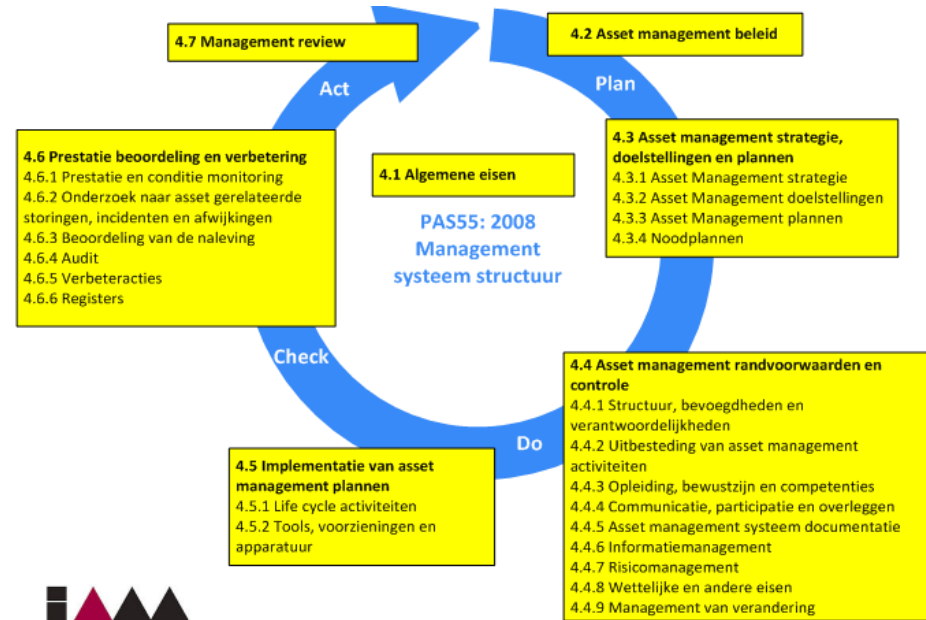 4.7 Management review
4.2 Asset management beleid
Act
Plan
4.6 Prestatie beoordeling en verbetering
4.6.1 Prestatie en conditie monitoring
4.6.2 Onderzoek naar asset gerelateerde
storingen, incidenten en afwijkingen
4.6.3 Beoordeling van de naleving
4.6.4 Audit
4.6.5 Verbeteracties
4.6.6 Registers
4.1 Algemene eisen
4.3 Asset management strategie,
doelstellingen en plannen
4.3.1 Asset Management strategie
4.3.2 Asset Management doelstellingen
4.3.3 Asset Management plannen
4.3.4 Noodplannen
PAS55: 2008
Management
systeem structuur
Check
Do
4.4 Asset management randvoorwaarden en
controle
4.4.1 Structuur, bevoegdheden en
verantwoordelijkheden
4.4.2 Uitbesteding van asset management
activiteiten
4.4.3 Opleiding, bewustzijn en competenties
4.4.4 Communicatie, participatie en overleggen
4.4.5 Asset management systeem documentatie
4.4.6 Informatiemanagement
4.4.7 Risicomanagement
4.4.8 Wettelijke en andere eisen
4.4.9 Management van verandering
4.5 Implementatie van asset
management plannen
4.5.1 Life cycle activiteiten
4.5.2 Tools, voorzieningen en
apparatuur